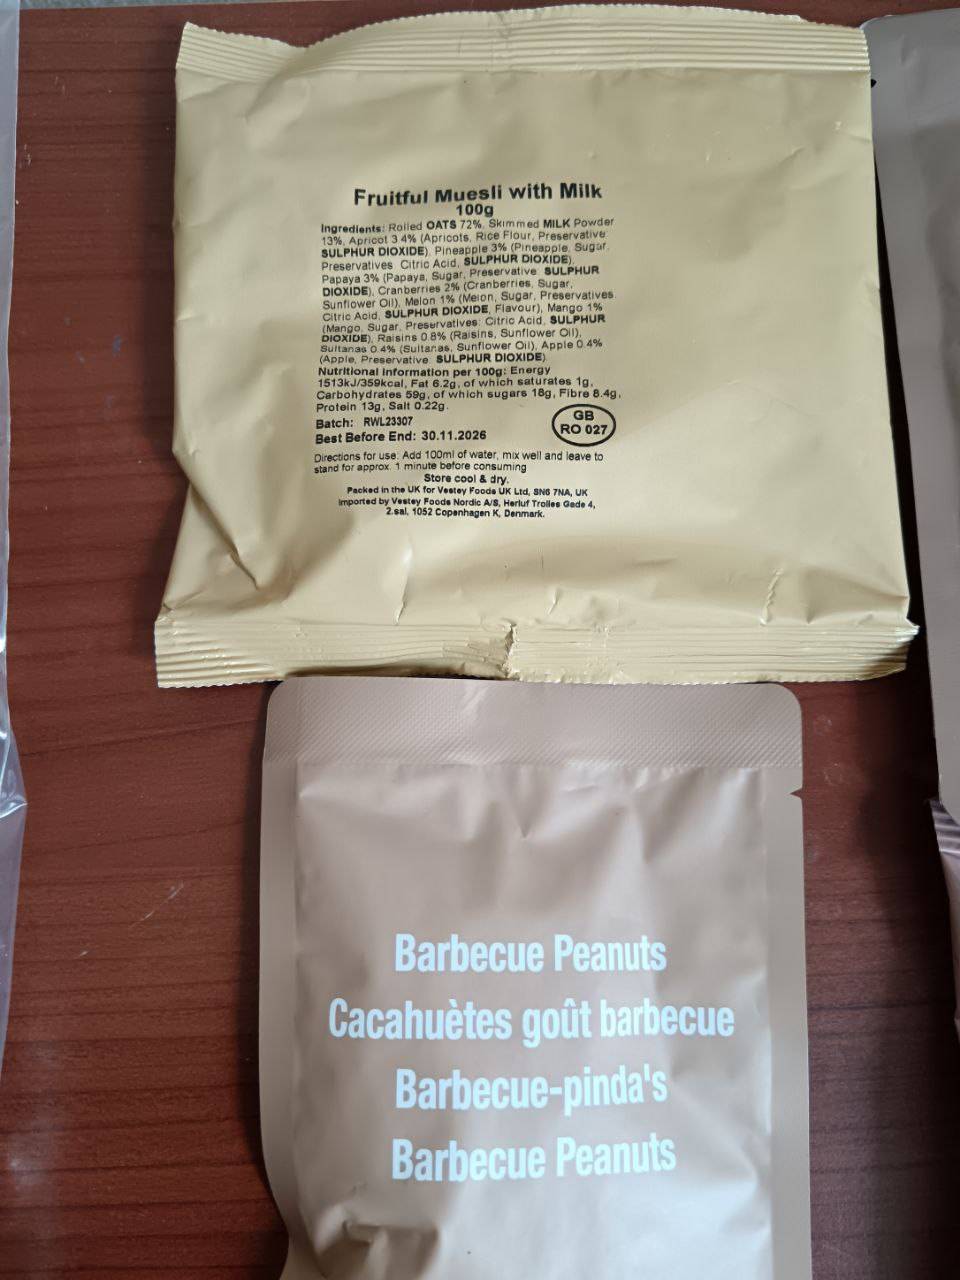 Fruitful Muesli with Milk
100g
Ingredients: Rolled OATS 72%, Skimmed MILK Powder
13%, Apricot 3.4% (Apricots, Rice Flour, Preservative
SULPHUR DIOXIDE), Pineapple 3% (Pineapple, Sugar,
Preservatives: Citric Acid, SULPHUR DIOXIDE),
Papaya 3% (Papaya, Sugar, Preservative: SULPHUR
DIOXIDE), Cranberries 2% (Cranberries, Sugar,
Sunflower Oil), Melon 1% (Melon, Sugar, Preservatives:
Citric Acid, SULPHUR DIOXIDE, Flavour), Mango 1%
(Mango, Sugar, Preservatives: Citric Acid, SULPHUR
DIOXIDE), Raisins 0.8% (Raisins, Sunflower Oil),
Sultanas 0.4% (Sultanas, Sunflower Oil), Apple 0.4%
(Apple, Preservative: SULPHUR DIOXIDE)
Nutritional information per 100g: Energy
1513kJ/359kcal, Fat 6.2g, of which saturates 1g,
Carbohydrates 59g, of which sugars 18g, Fibre 8.4g,
Protein 13g, Salt 0.22g.
Batch: RWL23307
Best Before End: 30.11.2026
GB
RO 027
Directions for use: Add 100ml of water, mix well and leave to
stand for approx. 1 minute before consuming
Store cool & dry.
Packed in the UK for Vestey Foods UK Ltd, SN6 7NA, UK
Imported by Vestey Foods Nordic A/S, Herluf Trolles Gade 4,
2.sal, 1052 Copenhagen K, Denmark.
Barbecue Peanuts
Cacahuètes goût barbecue
Barbecue-pinda's
Barbecue Peanuts